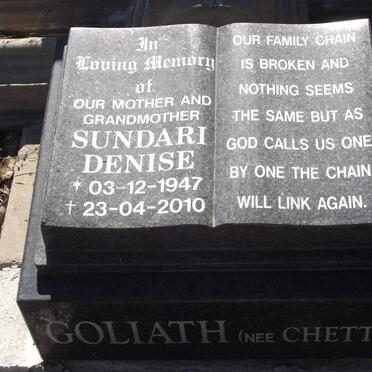 In
Loving Memory
of
OUR MOTHER AND
GRANDMOTHER
SUNDARI
DENISE
* 03-12-1947
† 23-04-2010
OUR FAMILY CHAIN
IS BROKEN AND
NOTHING SEEMS
THE SAME BUT AS
GOD CALLS US ONE
BY ONE THE CHAIN
WILL LINK AGAIN.
GOLIATH (NEE CHETT